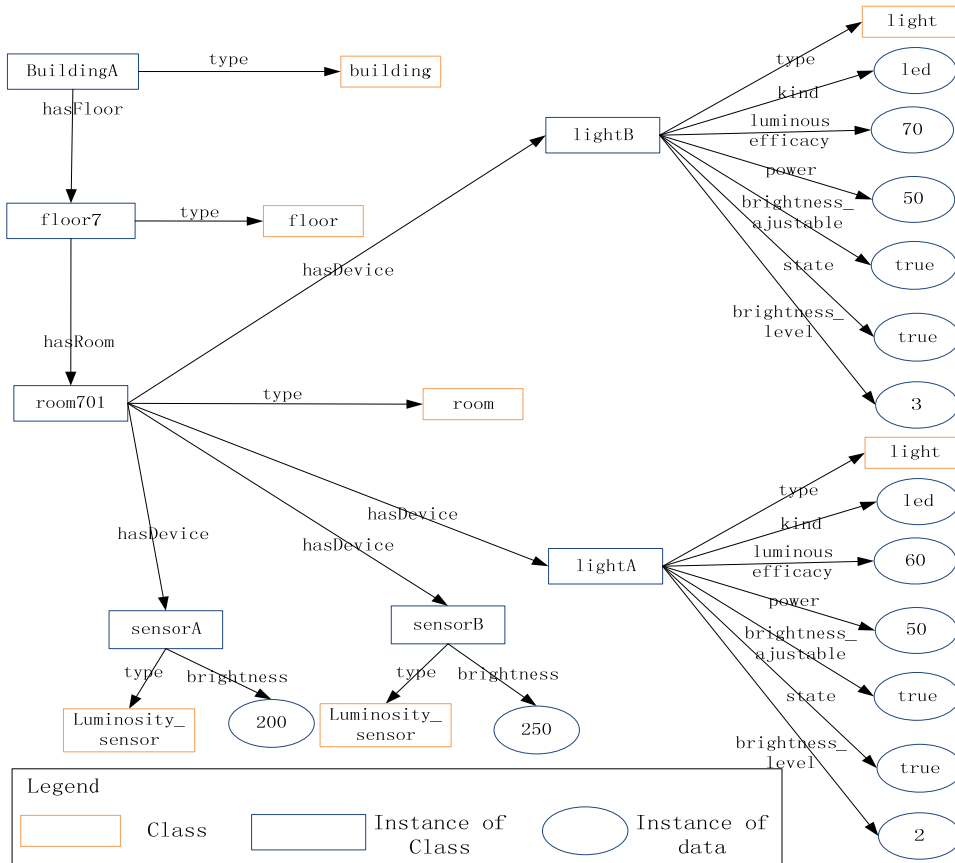 light
type
BuildingA
building
type
led
kind
hasFloor
luminous
efficacy
70
lightB
power
50
floor7
type
floor
brightness_
ajustable
true
hasDevice
state
true
brightness_
level
hasRoom
3
room701
type
room
light
type
led
kind
hasDevice
hasDevice
hasDevice
luminous
efficacy
60
lightA
power
50
sensorA
sensorB
brightness_
ajustable
type
brightness
type
brightness
state
true
Luminosity_
sensor
200
Luminosity_
sensor
250
brightness_
level
true
2
Legend
Class
Instance of
Class
Instance of
data